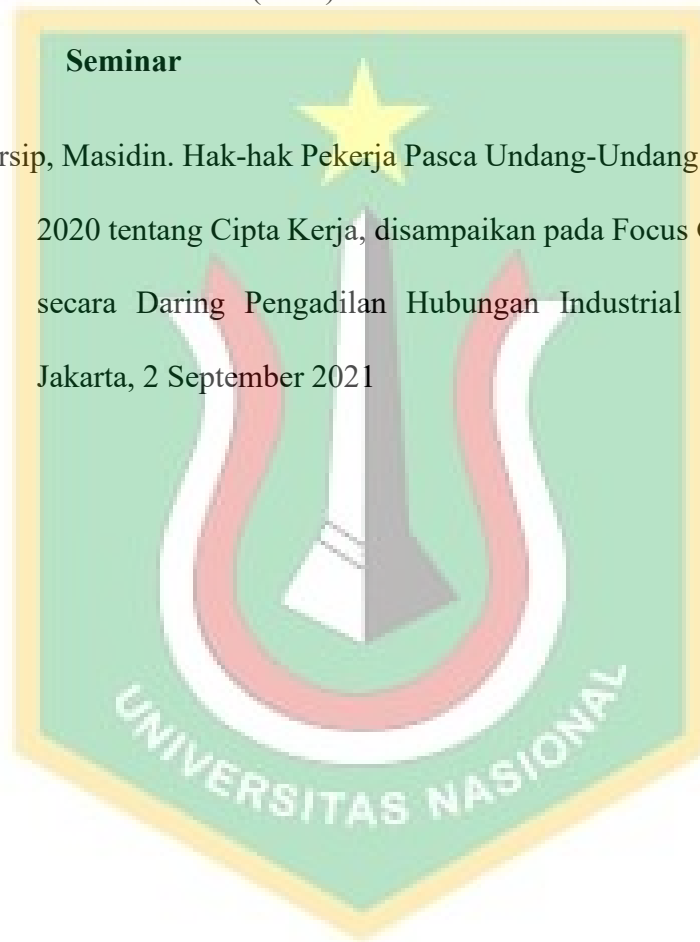 Seminar
rsip, Masidin. Hak-hak Pekerja Pasca Undang-Undang
2020 tentang Cipta Kerja, disampaikan pada Focus
secara Daring Pengadilan Hubungan Industrial
Jakarta, 2 September 2021
UNIVERSITAS NASIONAL